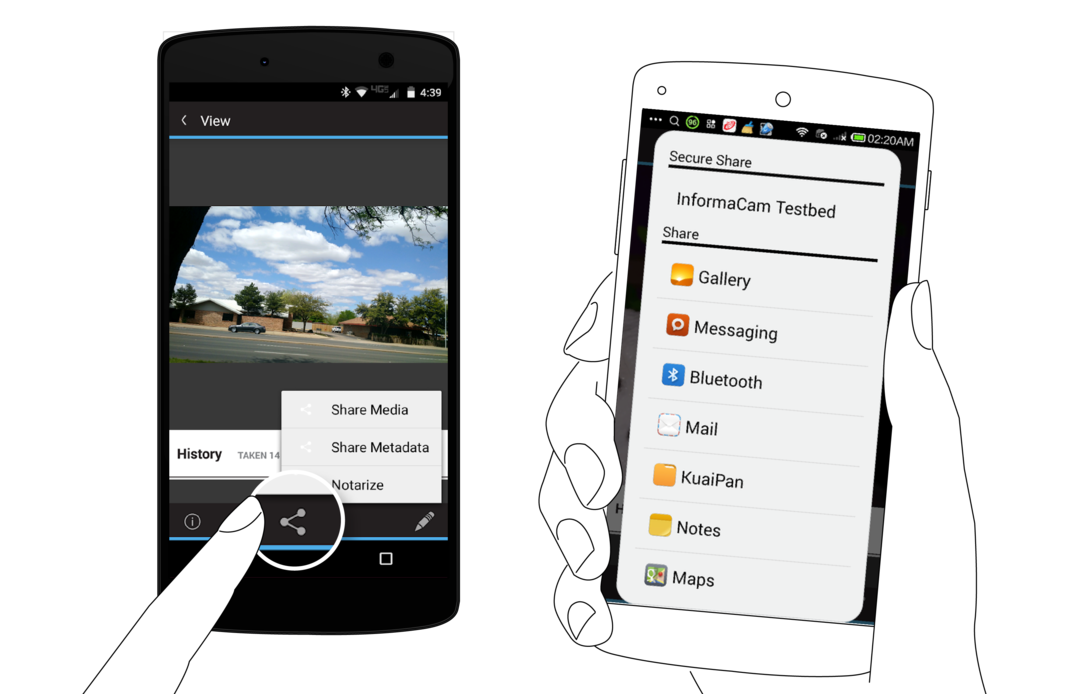 4G 4:39
View
Share Media
Share Metadata
History TAKEN 14
Notarize
96 02:20AM
Secure Share
InformaCam Testbed
Share
Gallery
Messaging
Bluetooth
Mail
KuaiPan
Notes
Maps
H